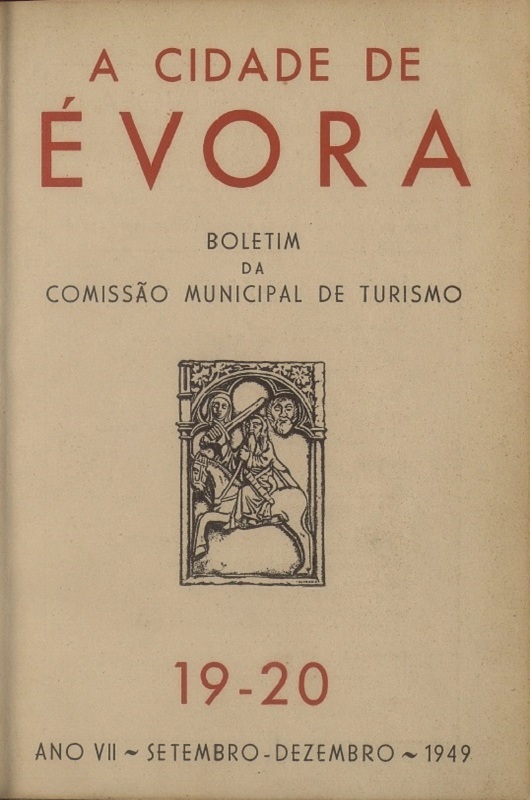 A CIDADE DE
ÉVORA
BOLETIM
DA
COMISSÃO MUNICIPAL DE TURISMO
19-20
ANO VII ~ SETEMBRO-DEZEMBRO ~ 1949